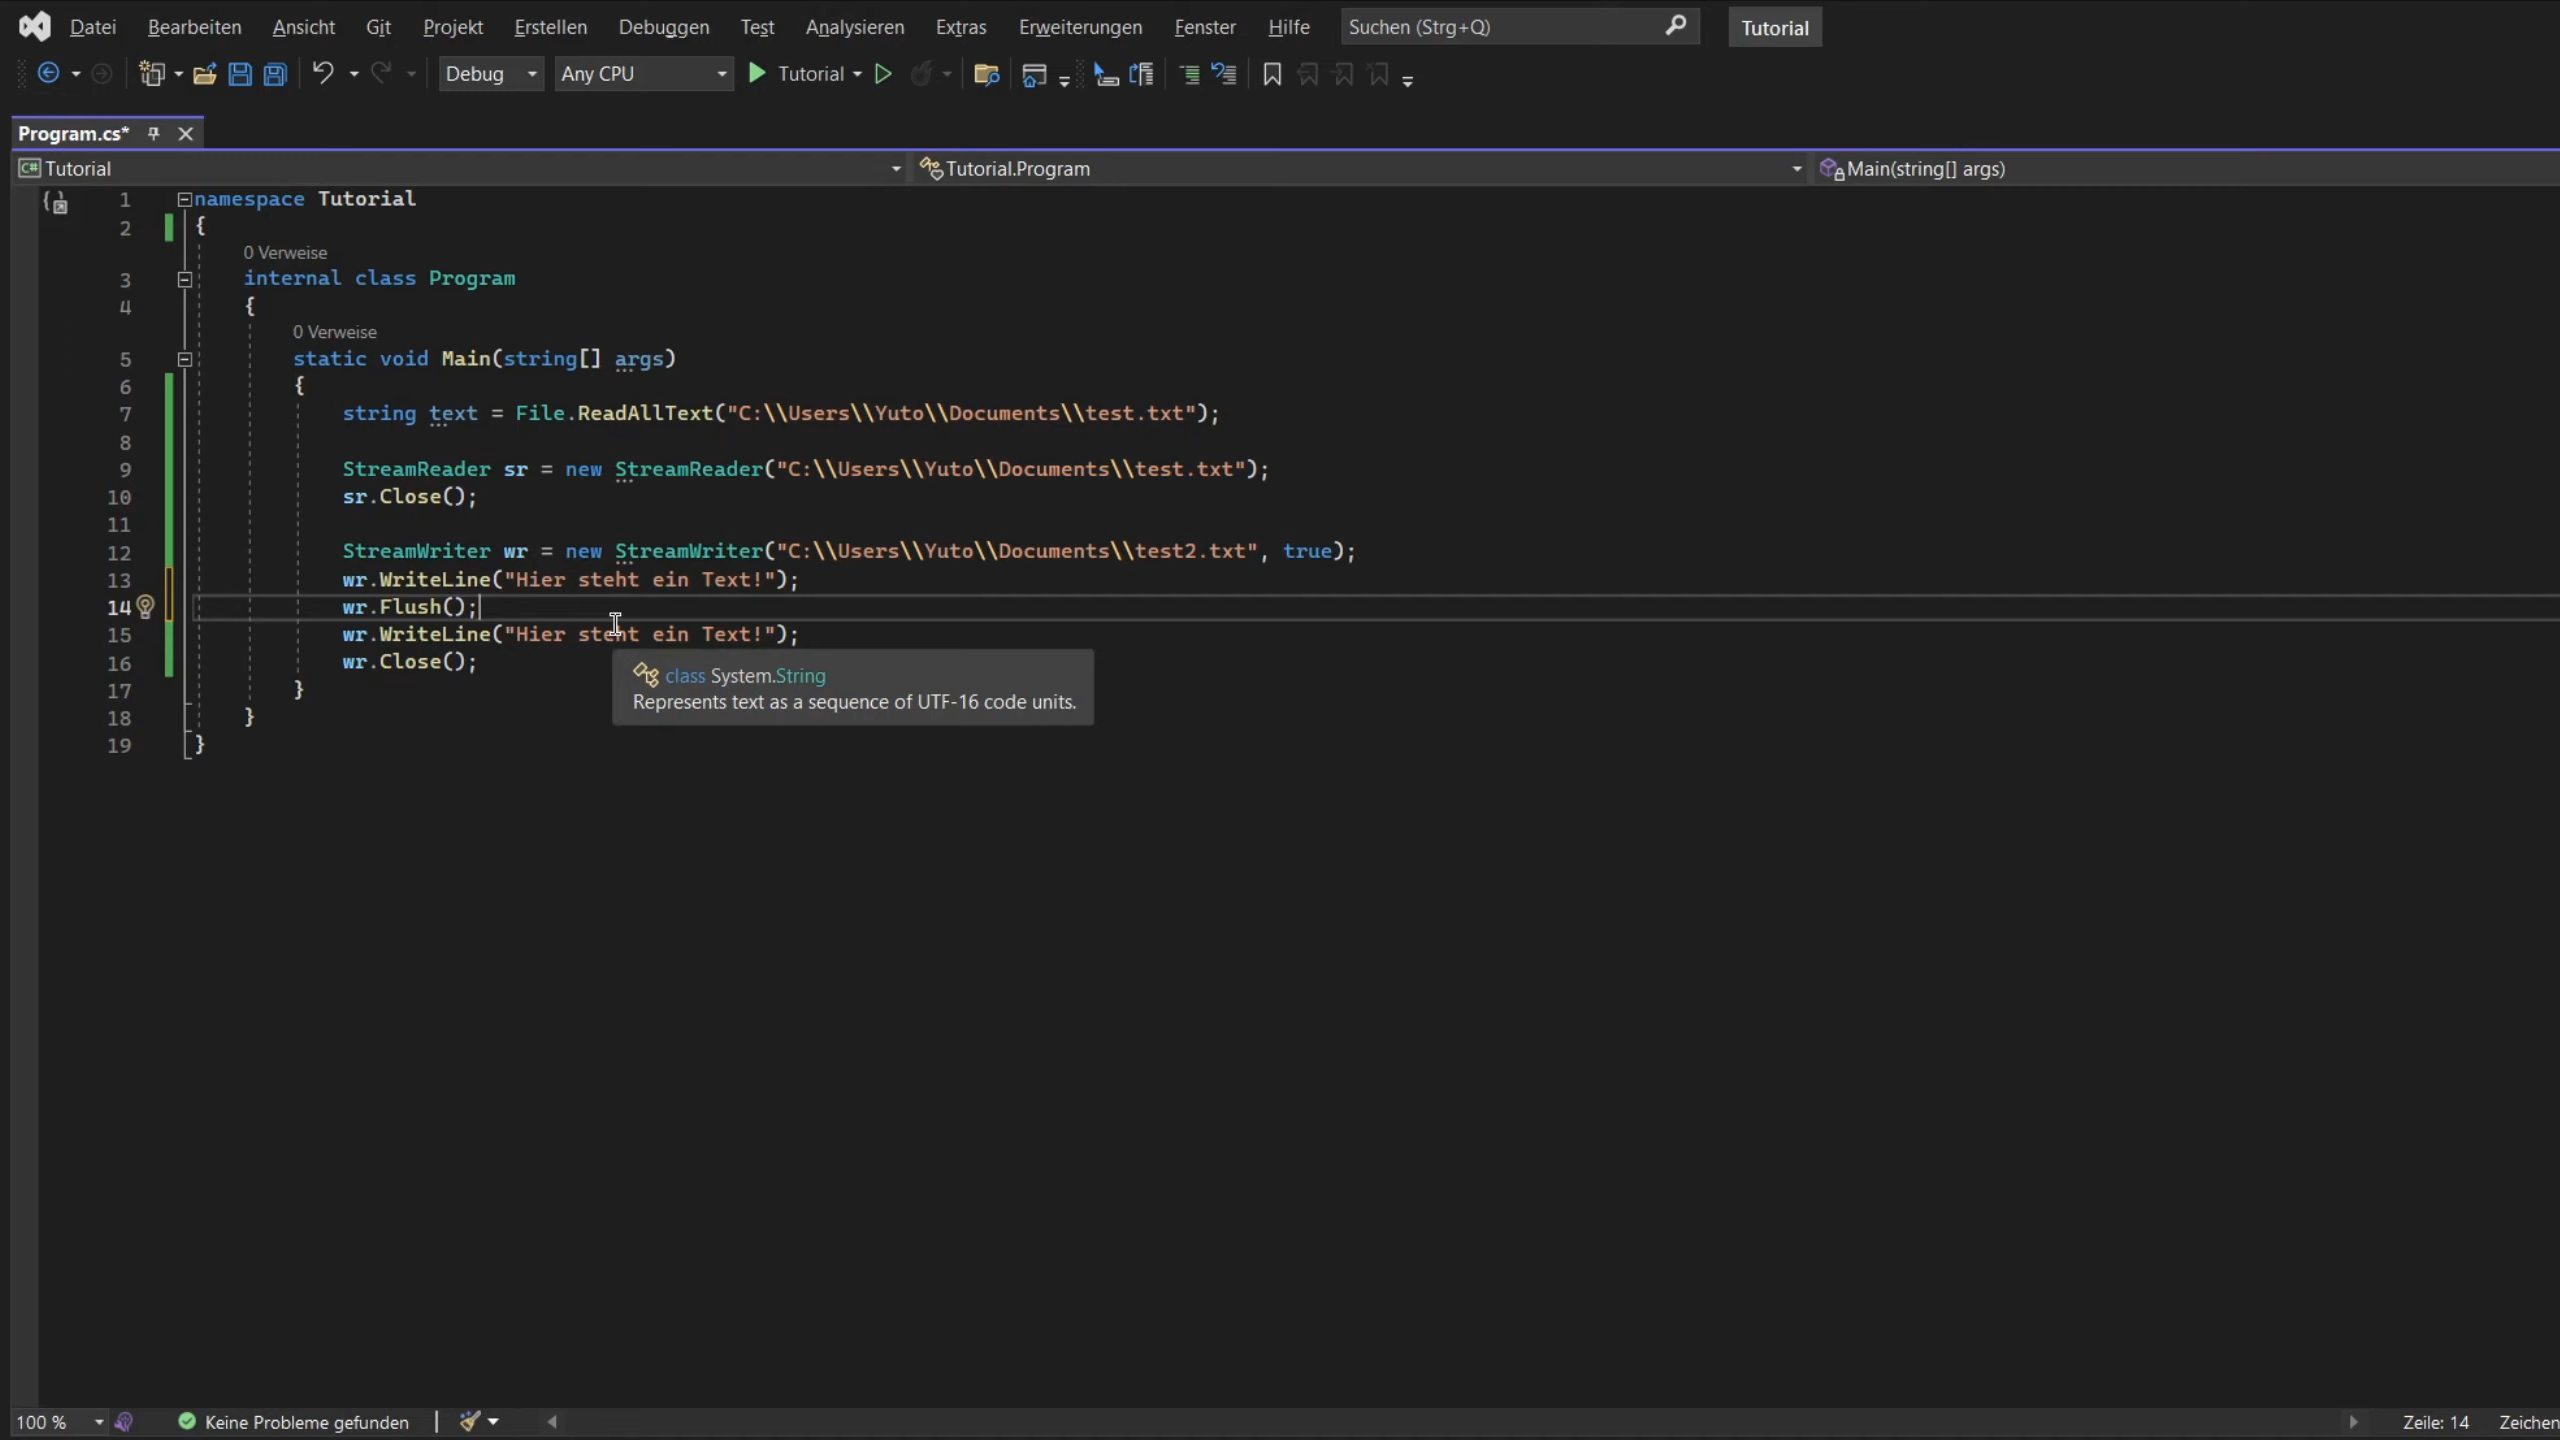 Datei Bearbeiten Ansicht Git Projekt Erstellen Debuggen Test Analysieren Extras Erweiterungen Fenster Hilfe Suchen (Strg+Q) Tutorial
Debug Any CPU Tutorial
Program.cs*
C# Tutorial Tutorial.Program Main(string[] args)
1 namespace Tutorial
2 {
0 Verweise
3 internal class Program
4 {
0 Verweise
5 static void Main(string[] args)
6 {
7 string text = File.ReadAllText("C:\\Users\\Yuto\\Documents\\test.txt");
8
9 StreamReader sr = new StreamReader("C:\\Users\\Yuto\\Documents\\test.txt");
10 sr.Close();
11
12 StreamWriter wr = new StreamWriter("C:\\Users\\Yuto\\Documents\\test2.txt", true);
13 wr.WriteLine("Hier steht ein Text!");
14 wr.Flush();
15 wr.WriteLine("Hier steht ein Text!");
16 wr.Close();
class System.String
Represents text as a sequence of UTF-16 code units.
17 }
18 }
19 }
100 % Keine Probleme gefunden Zeile: 14 Zeichen